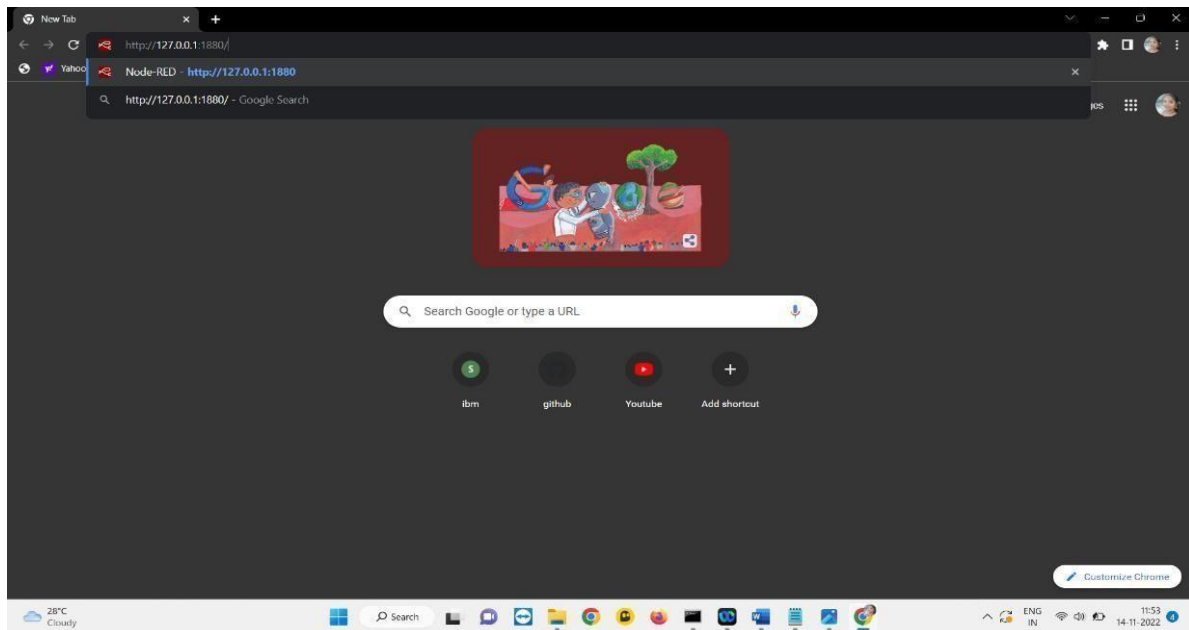 New Tab
http://127.0.0.1:1880/
Yahoo
Node-RED - http://127.0.0.1:1880
http://127.0.0.1:1880/ - Google Search
Google
Search Google or type a URL
S
ibm github Youtube Add shortcut
Customize Chrome
28°C
Cloudy
Search
ENG
IN
11:53
14-11-2022
4